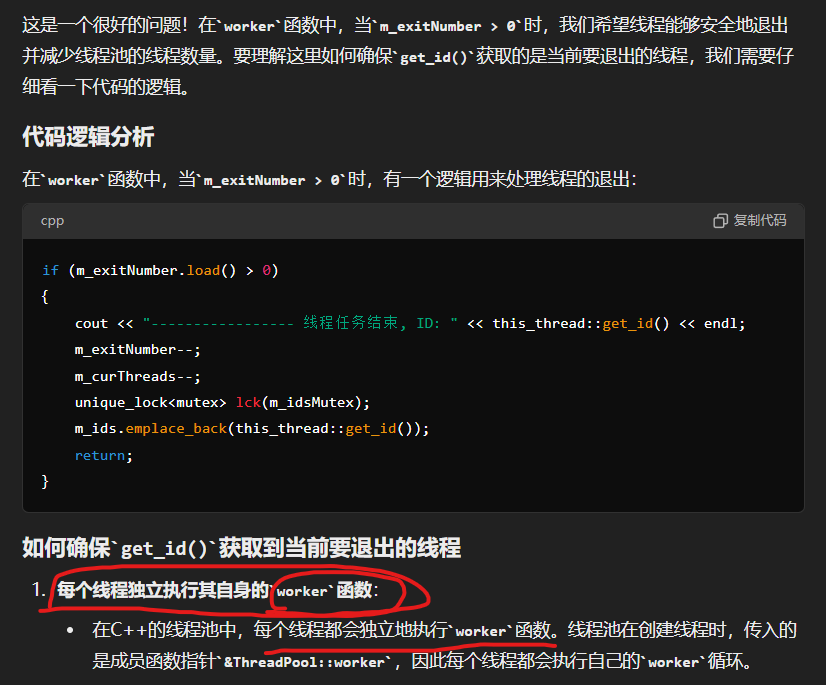 这是一个很好的问题！在`worker`函数中，当`m_exitNumber > 0`时，我们希望线程能够安全地退出
并减少线程池的线程数量。要理解这里如何确保`get_id()`获取的是当前要退出的线程，我们需要仔
细看一下代码的逻辑。
代码逻辑分析
在`worker`函数中，当`m_exitNumber > 0`时，有一个逻辑用来处理线程的退出：
cpp 复制代码
if (m_exitNumber.load() > 0)
{
    cout << "----------------- 线程任务结束, ID: " << this_thread::get_id() << endl;
    m_exitNumber--;
    m_curThreads--;
    unique_lock<mutex> lck(m_idsMutex);
    m_ids.emplace_back(this_thread::get_id());
    return;
}
如何确保`get_id()`获取到当前要退出的线程
1. 每个线程独立执行其自身的`worker`函数：
• 在C++的线程池中，每个线程都会独立地执行`worker`函数。线程池在创建线程时，传入的
是成员函数指针`&ThreadPool::worker`，因此每个线程都会执行自己的`worker`循环。